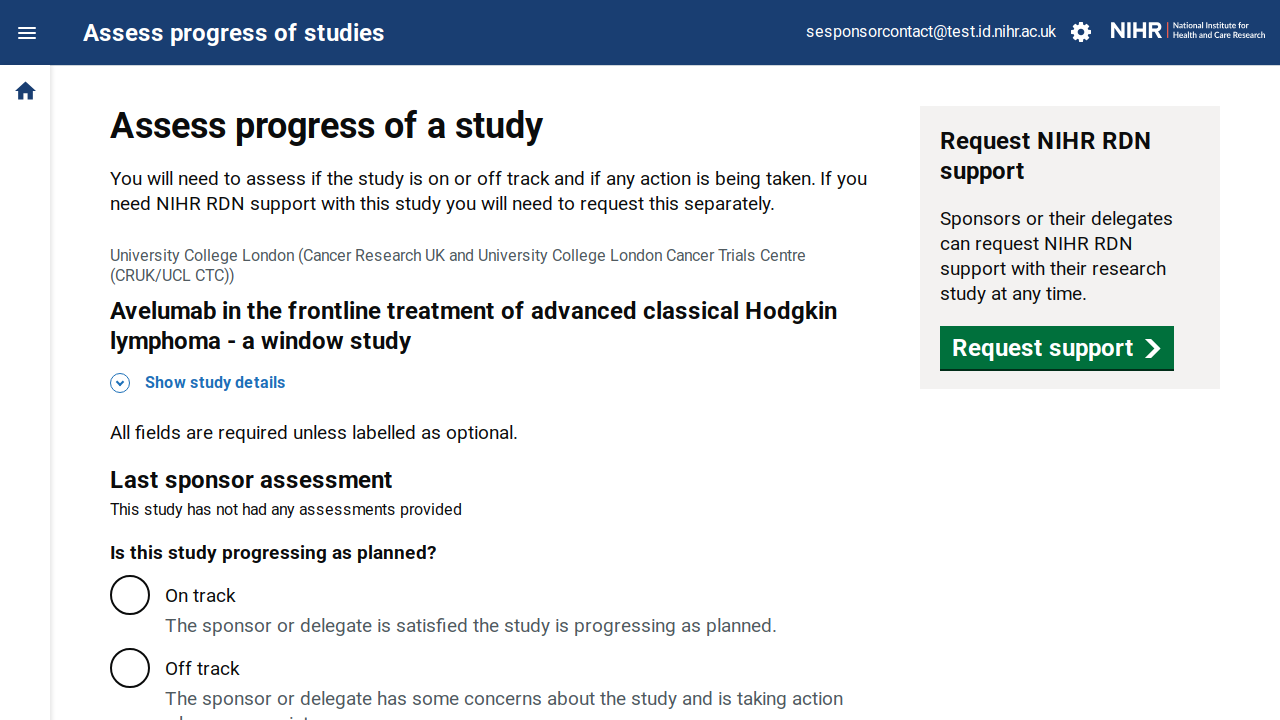 Assess progress of studies
sesponsorcontact@test.id.nihr.ac.uk
NIHR
National Institute for
Health and Care Research
Assess progress of a study
You will need to assess if the study is on or off track and if any action is being taken. If you
need NIHR RDN support with this study you will need to request this separately.
University College London (Cancer Research UK and University College London Cancer Trials Centre
(CRUK/UCL CTC))
Avelumab in the frontline treatment of advanced classical Hodgkin
lymphoma - a window study
Show study details
All fields are required unless labelled as optional.
Last sponsor assessment
This study has not had any assessments provided
Is this study progressing as planned?
On track
The sponsor or delegate is satisfied the study is progressing as planned.
Off track
The sponsor or delegate has some concerns about the study and is taking action
Request NIHR RDN
support
Sponsors or their delegates
can request NIHR RDN
support with their research
study at any time.
Request support